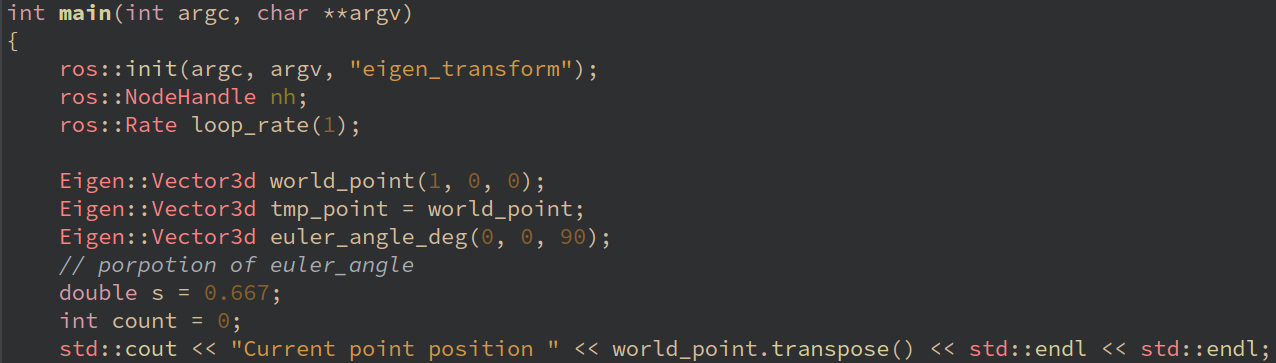 int main(int argc, char **argv)
{
    ros::init(argc, argv, "eigen_transform");
    ros::NodeHandle nh;
    ros::Rate loop_rate(1);

    Eigen::Vector3d world_point(1, 0, 0);
    Eigen::Vector3d tmp_point = world_point;
    Eigen::Vector3d euler_angle_deg(0, 0, 90);
    // porpotion of euler_angle
    double s = 0.667;
    int count = 0;
    std::cout << "Current point position " << world_point.transpose() << std::endl << std::endl;